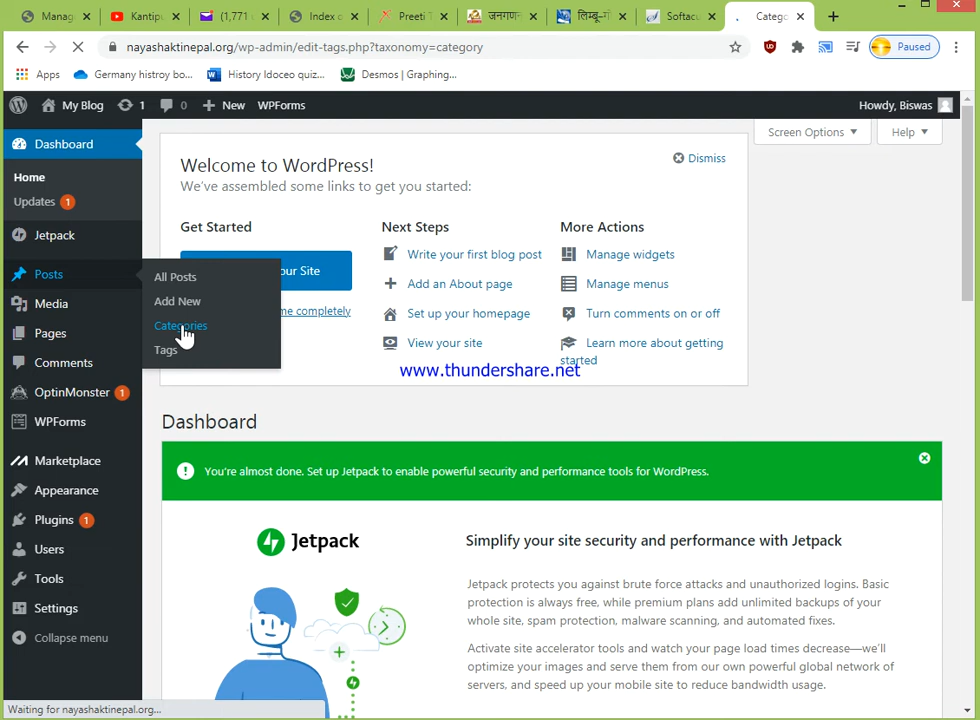 Manag
Kantipu
(1,771
Index o
Preeti T
जनगणन
लिम्बू-नी
Softacu
Catego
nayashaktinepal.org/wp-admin/edit-tags.php?taxonomy=category
Paused
Apps
Germany histroy bo...
History Idoceo quiz...
Desmos | Graphing...
My Blog
1
0
New
WPForms
Howdy, Biswas
Dashboard
Home
Updates 1
Jetpack
Posts
Media
Pages
Comments
OptinMonster 1
WPForms
Marketplace
Appearance
Plugins 1
Users
Tools
Settings
Collapse menu
All Posts
Add New
Categories
Tags
Screen Options
Help
Welcome to WordPress!
Dismiss
We've assembled some links to get you started:
Get Started
our Site
me completely
Next Steps
Write your first blog post
Add an About page
Set up your homepage
View your site
More Actions
Manage widgets
Manage menus
Turn comments on or off
Learn more about getting
started
www.thundershare.net
Dashboard
You're almost done. Set up Jetpack to enable powerful security and performance tools for WordPress.
Jetpack
Simplify your site security and performance with Jetpack
Jetpack protects you against brute force attacks and unauthorized logins. Basic
protection is always free, while premium plans add unlimited backups of your
whole site, spam protection, malware scanning, and automated fixes.
Activate site accelerator tools and watch your page load times decrease—we'll
optimize your images and serve them from our own powerful global network of
servers, and speed up your mobile site to reduce bandwidth usage.
Waiting for nayashaktinepal.org...